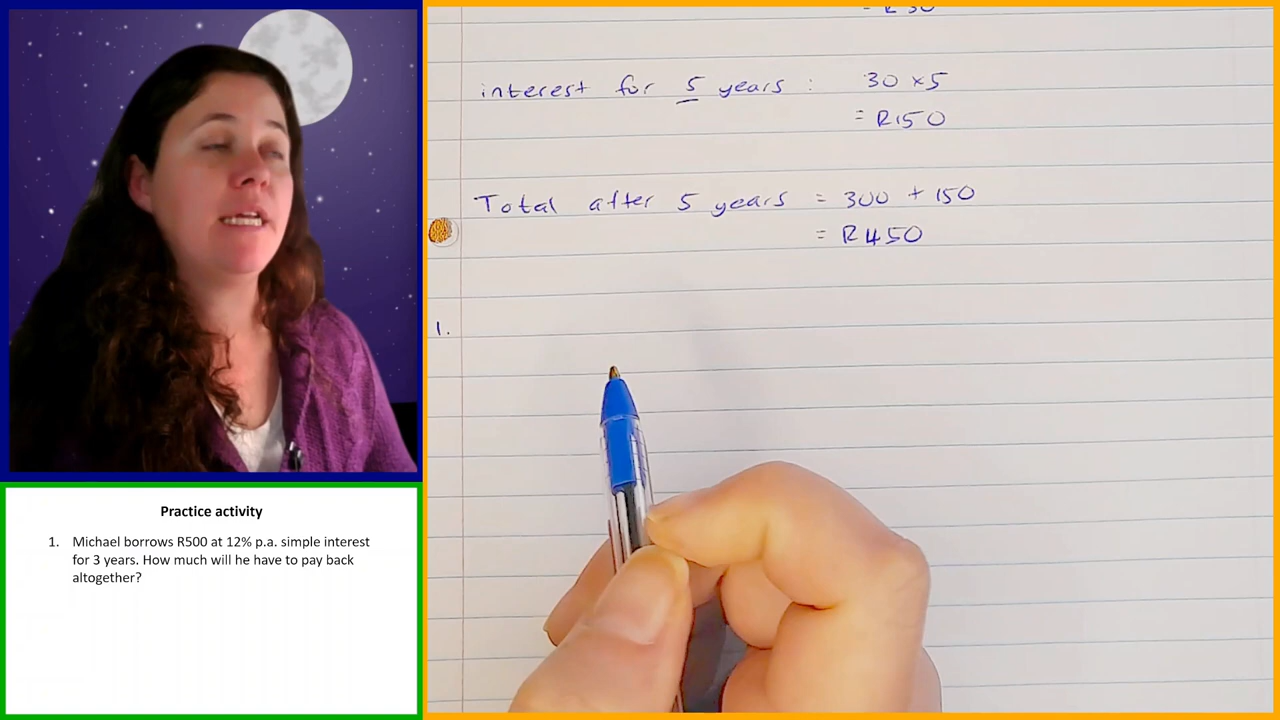 = R30
interest for 5 years : 30 × 5
= R150
Total after 5 years = 300 + 150
= R450
1.
Practice activity
1. Michael borrows R500 at 12% p.a. simple interest
for 3 years. How much will he have to pay back
altogether?